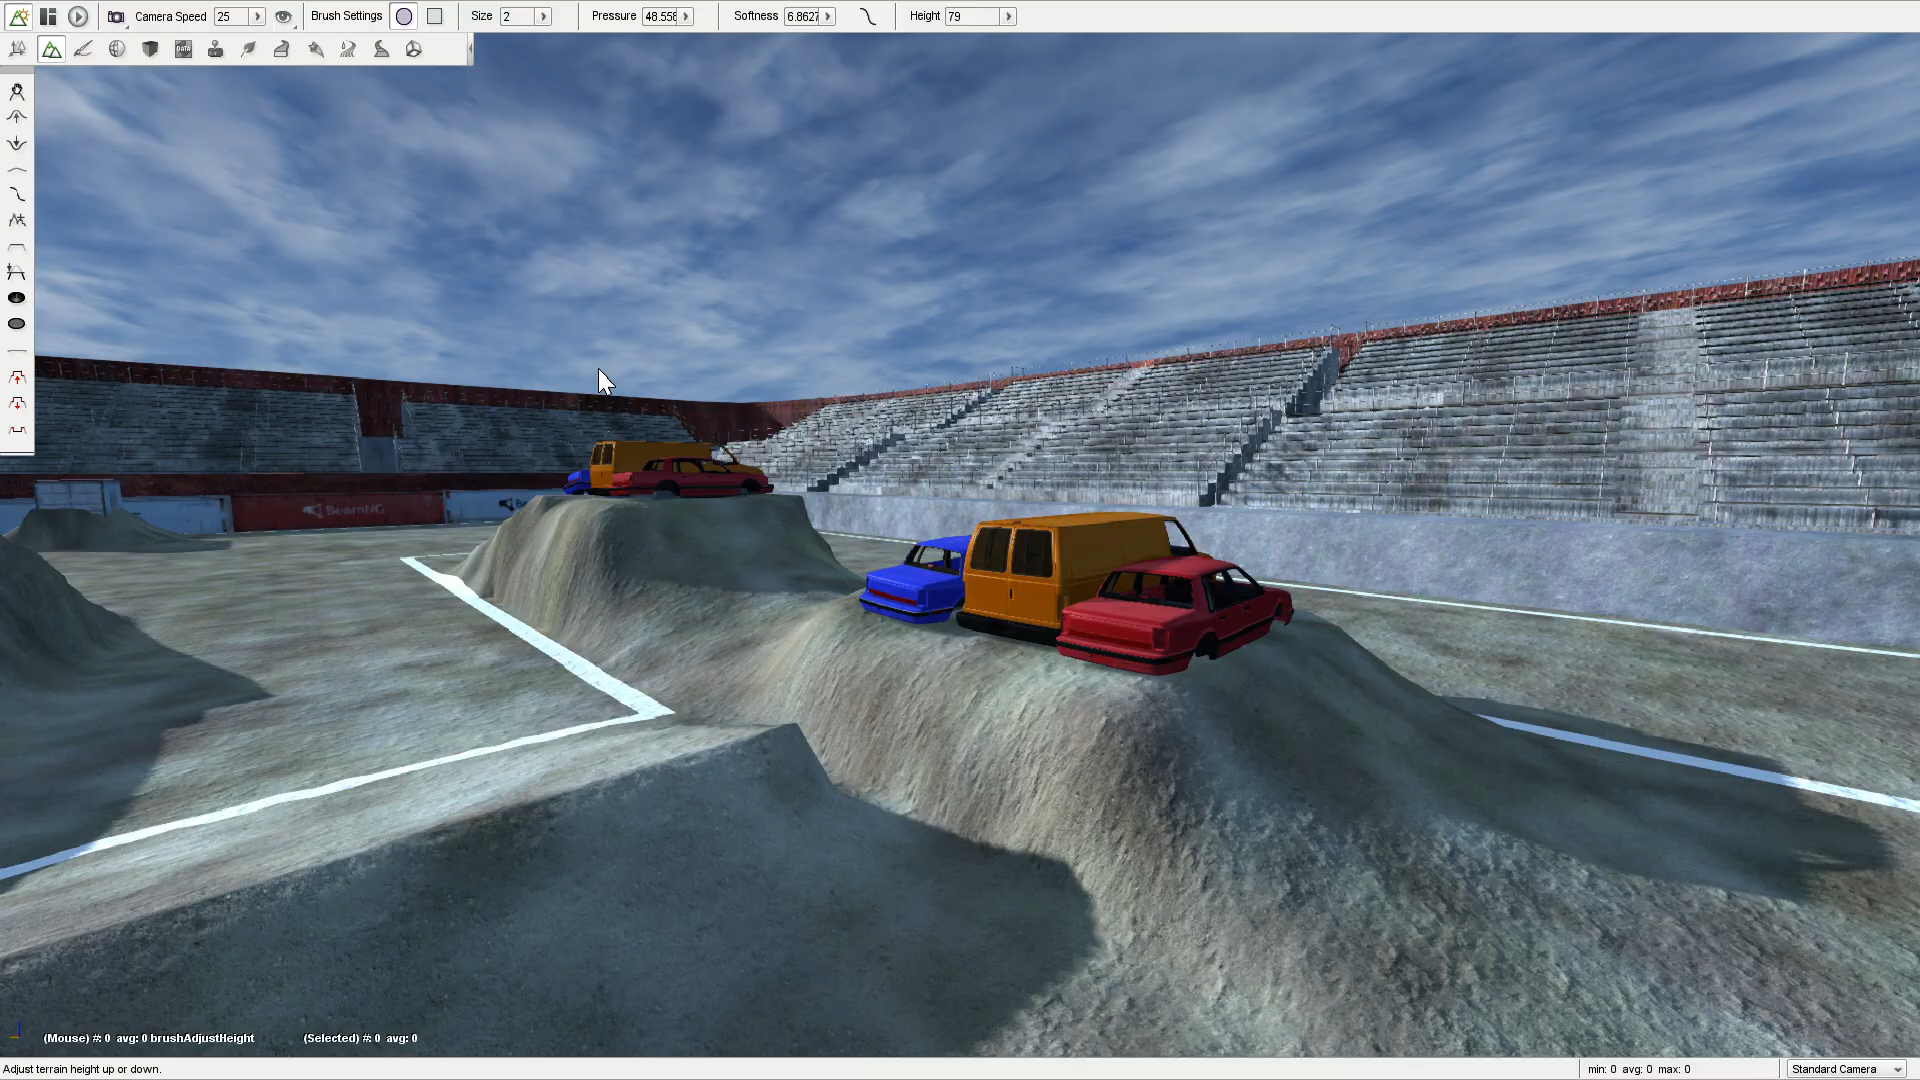 Camera Speed 25 Brush Settings Size 2 Pressure 48.558 Softness 6.8627 Height 79
DATA
BeamNG
(Mouse) #: 0 avg: 0 brushAdjustHeight (Selected) #: 0 avg: 0
Adjust terrain height up or down. min: 0 avg: 0 max: 0 Standard Camera